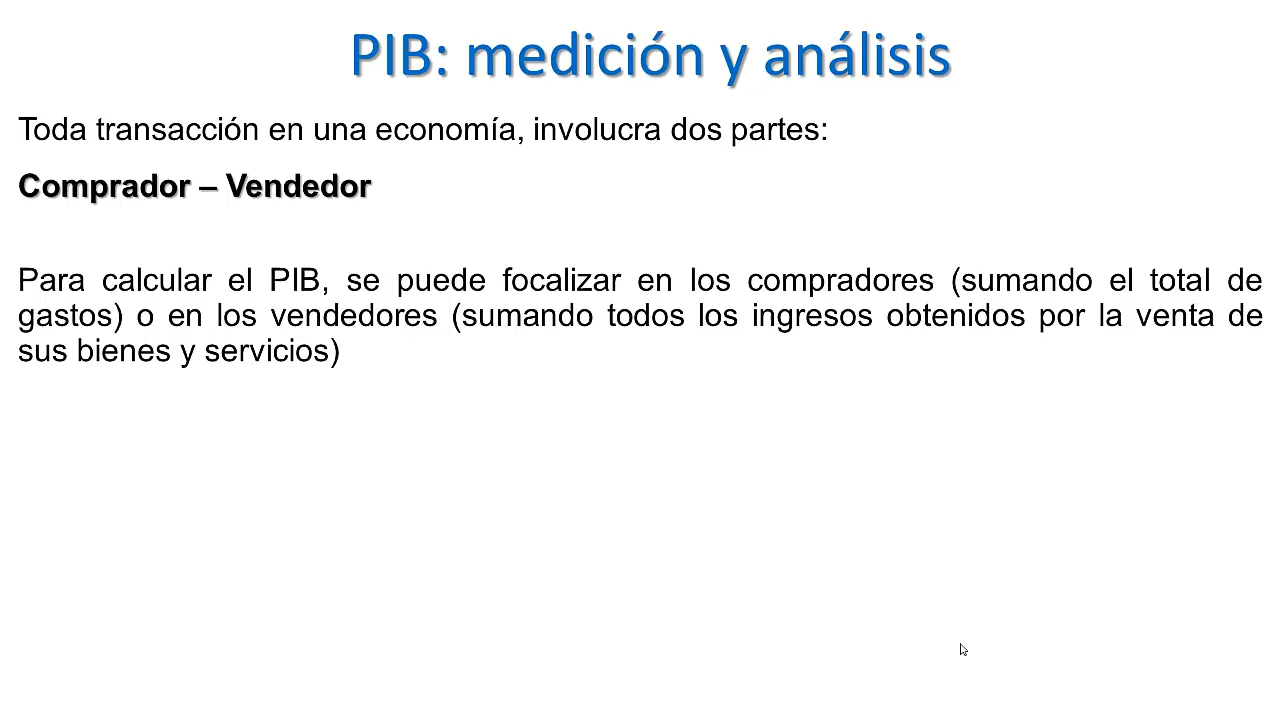 PIB: medición y análisis
Toda transacción en una economía, involucra dos partes:
Comprador – Vendedor
Para calcular el PIB, se puede focalizar en los compradores (sumando el total de
gastos) o en los vendedores (sumando todos los ingresos obtenidos por la venta de
sus bienes y servicios)